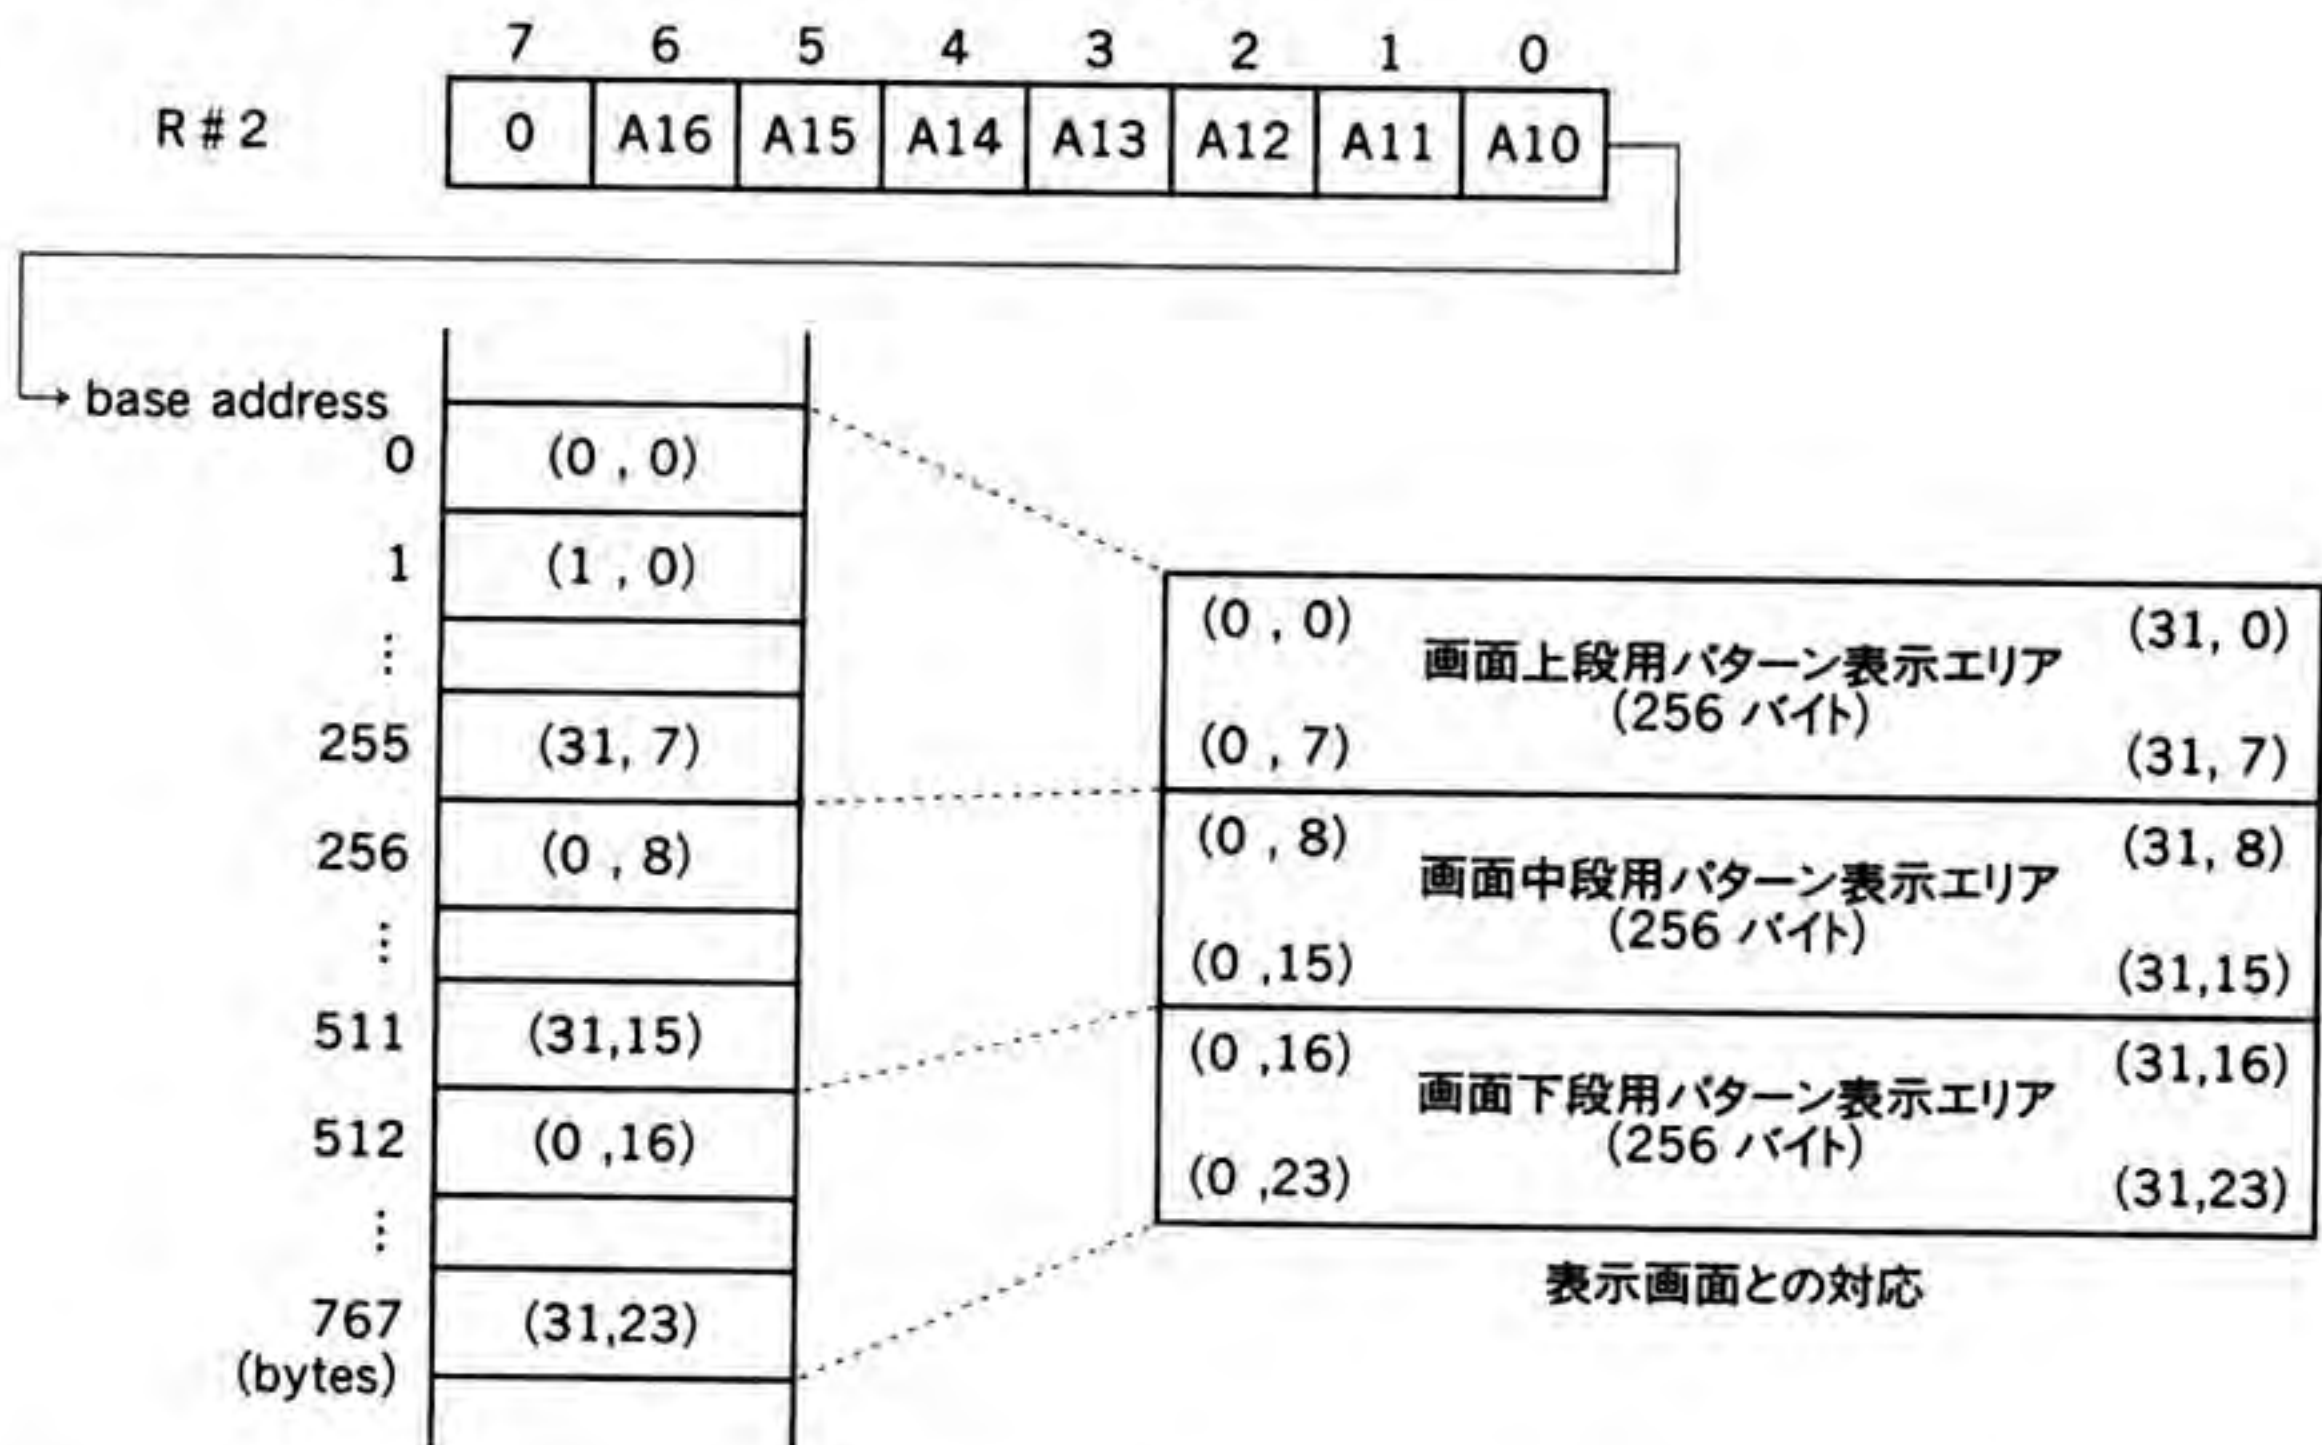 7 6 5 4 3 2 1 0
R#2 0 A16 A15 A14 A13 A12 A11 A10
base address
0 (0 , 0)
1 (1 , 0)
⋮
255 (31, 7)
256 (0 , 8)
⋮
511 (31,15)
512 (0 ,16)
⋮
767 (31,23)
(bytes)
(0 , 0) (31, 0)
画面上段用パターン表示エリア
(256 バイト)
(0 , 7) (31, 7)
(0 , 8) (31, 8)
画面中段用パターン表示エリア
(256 バイト)
(0 ,15) (31,15)
(0 ,16) (31,16)
画面下段用パターン表示エリア
(256 バイト)
(0 ,23) (31,23)
表示画面との対応